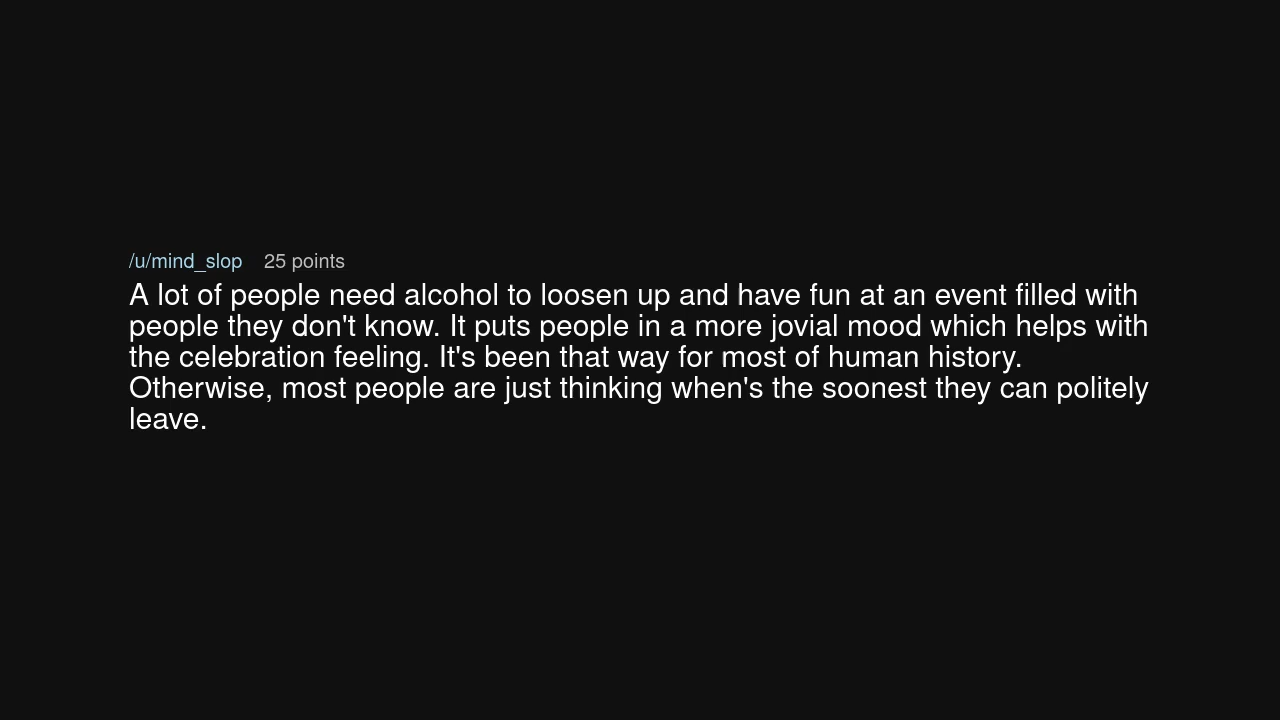 /u/mind_slop 25 points
A lot of people need alcohol to loosen up and have fun at an event filled with
people they don't know. It puts people in a more jovial mood which helps with
the celebration feeling. It's been that way for most of human history.
Otherwise, most people are just thinking when's the soonest they can politely
leave.